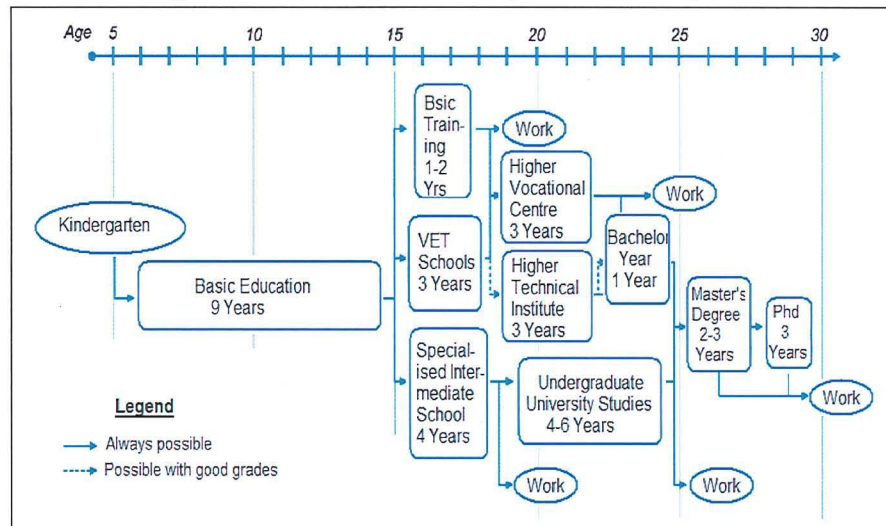 Age 5 10 15 20 25 30
Bsic
Train-
ing
1-2
Yrs
Work
Higher
Vocational
Centre
3 Years
Work
Kindergarten
VET
Schools
3 Years
Bachelor
Year
1 Year
Basic Education
9 Years
Higher
Technical
Institute
3 Years
Master's
Degree
2-3
Years
Phd
3
Years
Special-
ised Inter-
mediate
School
4 Years
Undergraduate
University Studies
4-6 Years
Work
Legend
Always possible
Possible with good grades
Work
Work